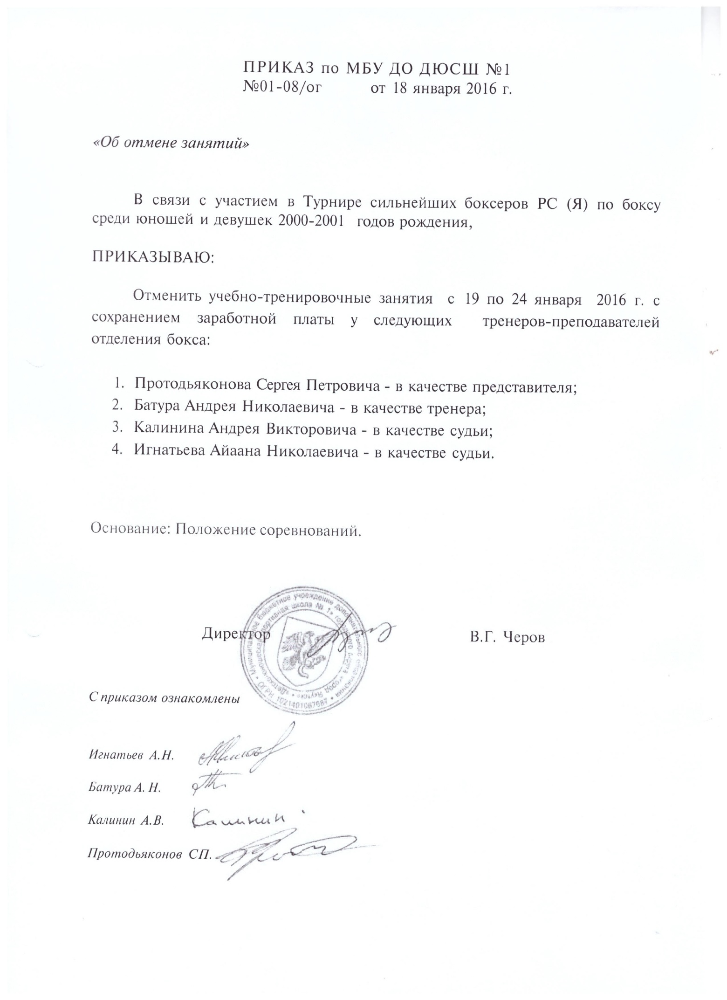 ПРИКАЗ по МБУ ДО ДЮСШ №1
№01-08/ог от 18 января 2016 г.
«Об отмене занятий»
В связи с участием в Турнире сильнейших боксеров РС (Я) по боксу
среди юношей и девушек 2000-2001 годов рождения,
ПРИКАЗЫВАЮ:
Отменить учебно-тренировочные занятия с 19 по 24 января 2016 г. с
сохранением заработной платы у следующих тренеров-преподавателей
отделения бокса:
1. Протодьяконова Сергея Петровича - в качестве представителя;
2. Батура Андрея Николаевича - в качестве тренера;
3. Калинина Андрея Викторовича - в качестве судьи;
4. Игнатьева Айаана Николаевича - в качестве судьи.
Основание: Положение соревнований.
Муниципальное бюджетное учреждение дополнительного образования • ОГРН 1021401067087 •
«Детско-юношеская спортивная школа № 1» городского округа «город Якутск» •
Директор В.Г. Черов
С приказом ознакомлены
Игнатьев А.Н.
Батура А. Н.
Калинин А.В. Калинин
Протодьяконов СП.